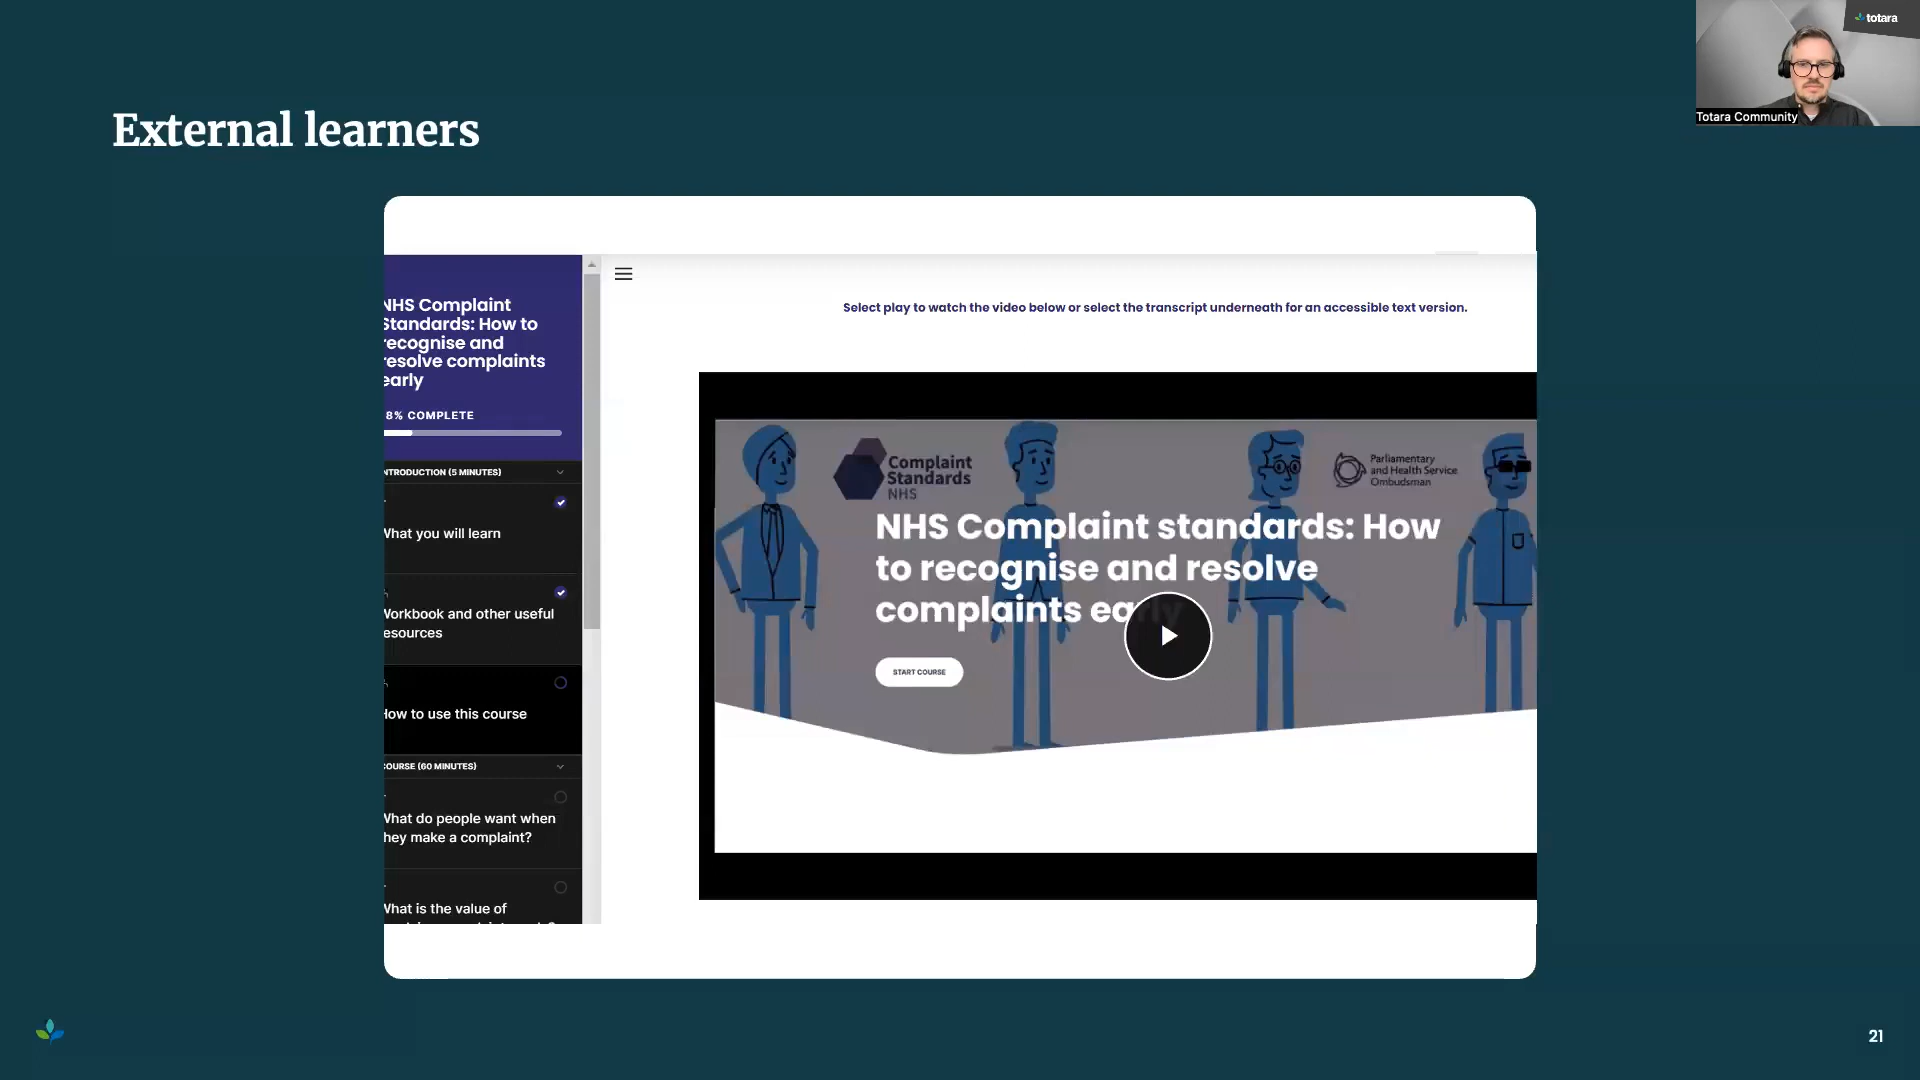 totara
Totara Community
External learners
NHS Complaint
Standards: How to
recognise and
resolve complaints
early
8% COMPLETE
INTRODUCTION (5 MINUTES)
What you will learn
Workbook and other useful
resources
How to use this course
COURSE (60 MINUTES)
What do people want when
they make a complaint?
What is the value of
Select play to watch the video below or select the transcript underneath for an accessible text version.
Complaint
Standards
NHS
Parliamentary
and Health Service
Ombudsman
NHS Complaint standards: How
to recognise and resolve
complaints early
START COURSE
21